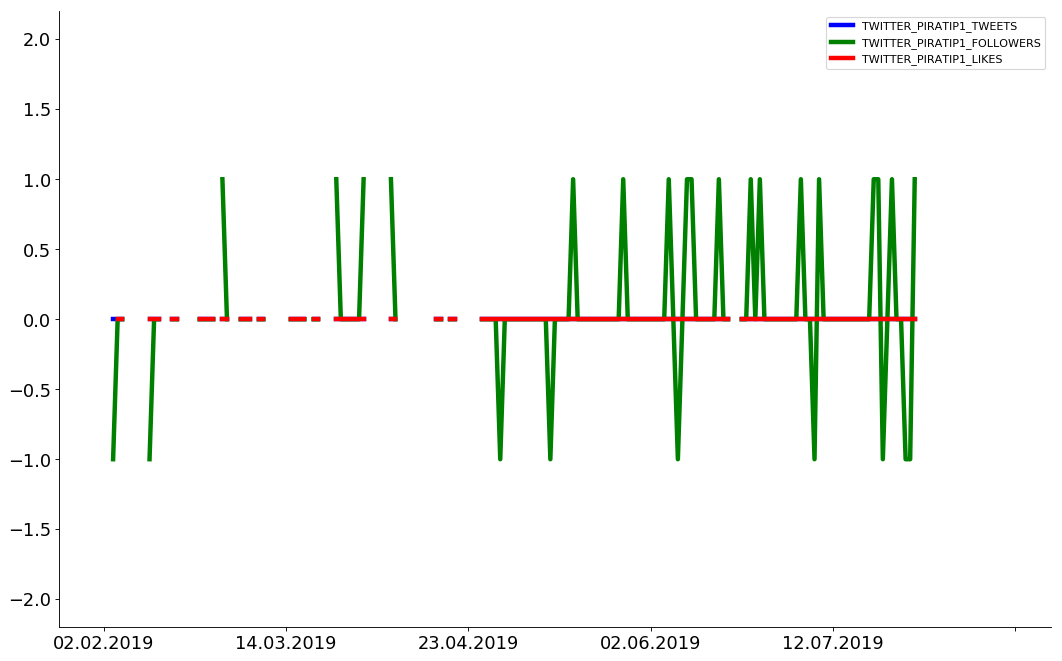 TWITTER_PIRATIP1_TWEETS
TWITTER_PIRATIP1_FOLLOWERS
TWITTER_PIRATIP1_LIKES
2.0
1.5
1.0
0.5
0.0
−0.5
−1.0
−1.5
−2.0
02.02.2019 14.03.2019 23.04.2019 02.06.2019 12.07.2019